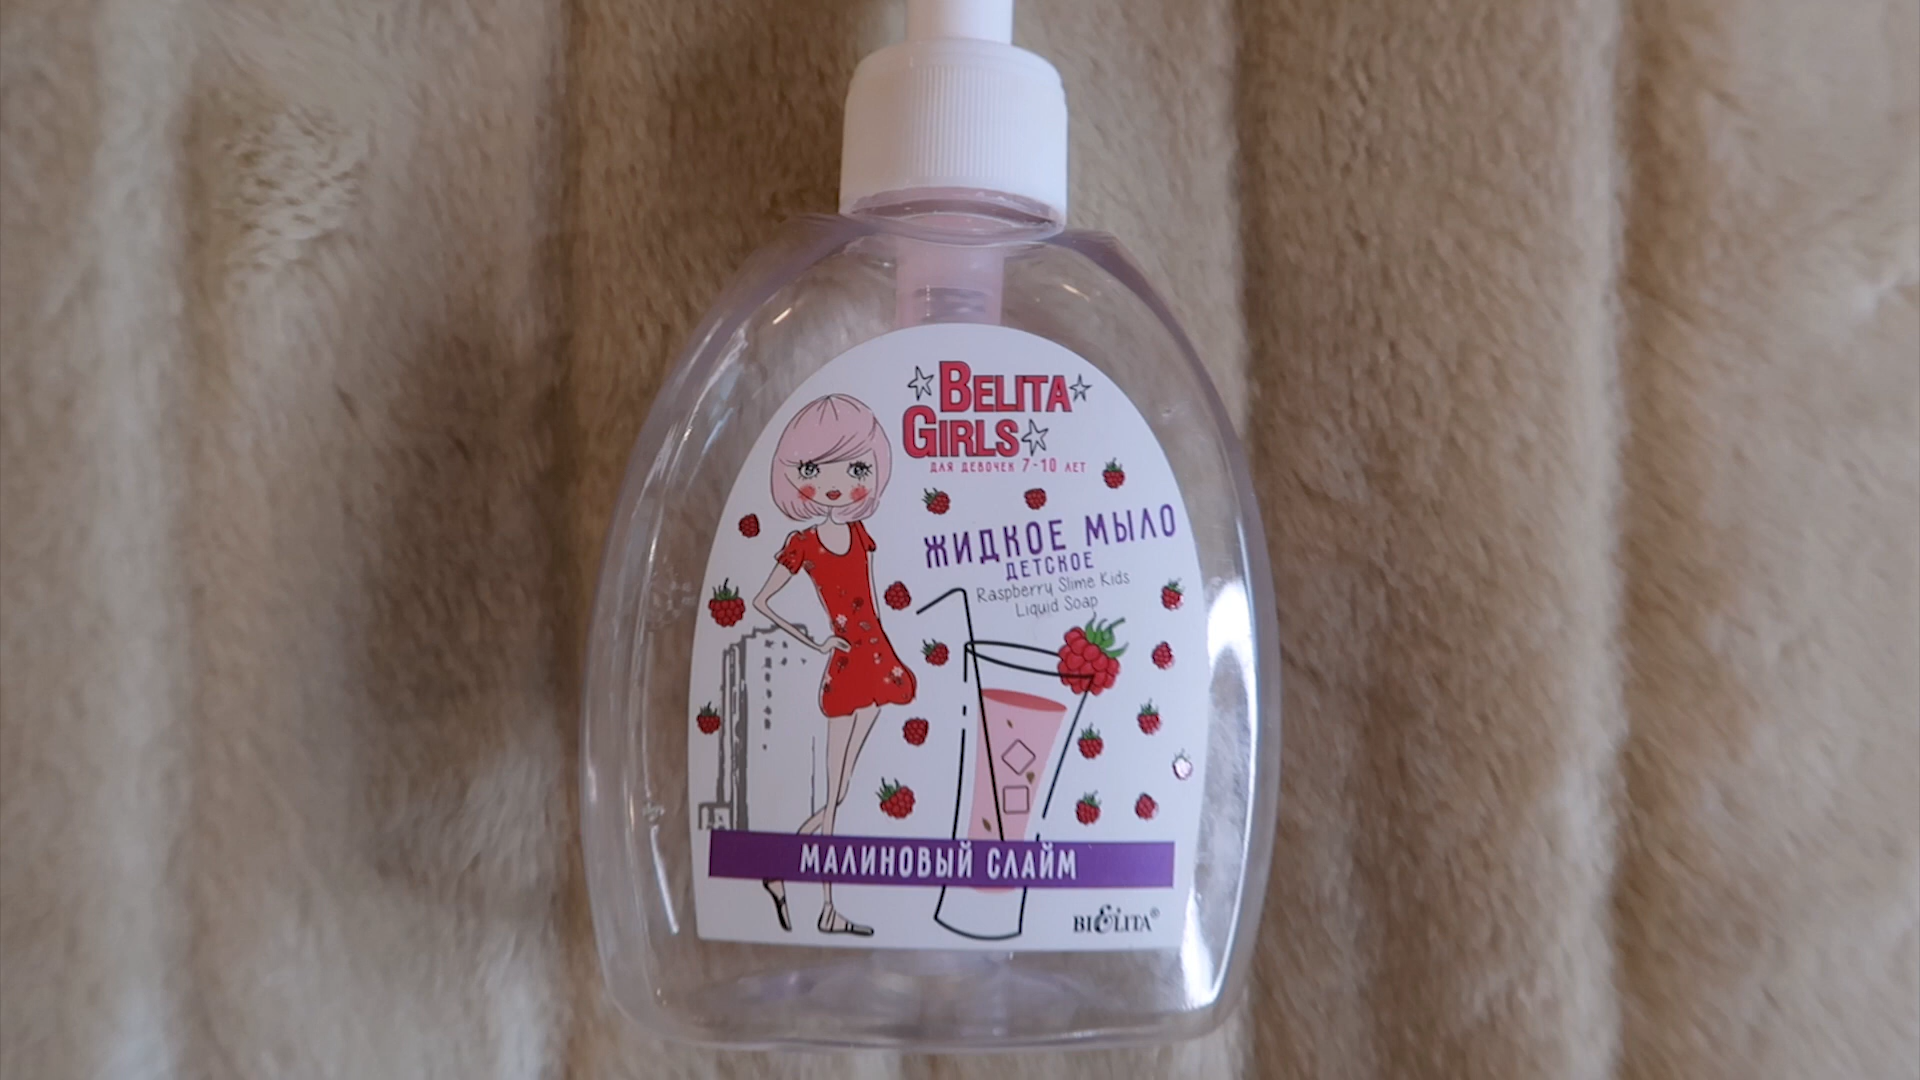 BELITA
GIRLS
ДЛЯ ДЕВОЧЕК 7-10 ЛЕТ
ЖИДКОЕ МЫЛО
ДЕТСКОЕ
Raspberry Slime Kids
Liquid Soap
МАЛИНОВЫЙ СЛАЙМ
BIELITA®